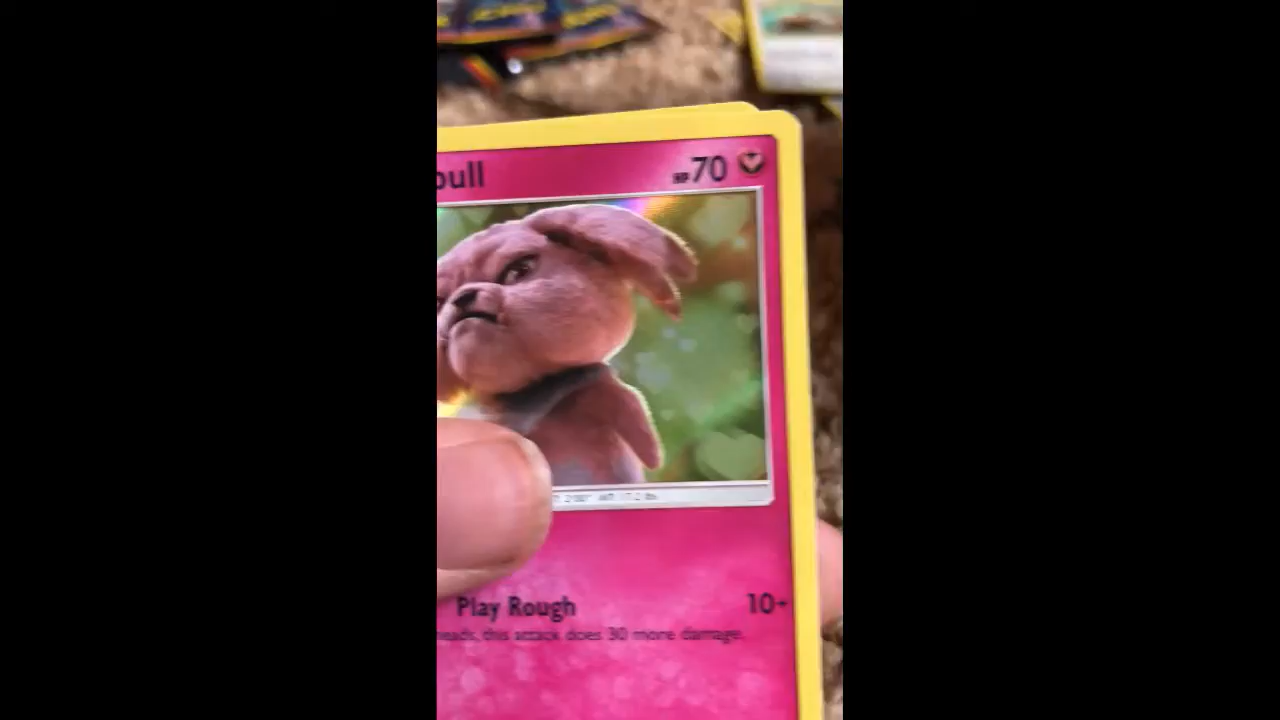 bull HP70
Play Rough 10+
heads, this attack does 30 more damage.